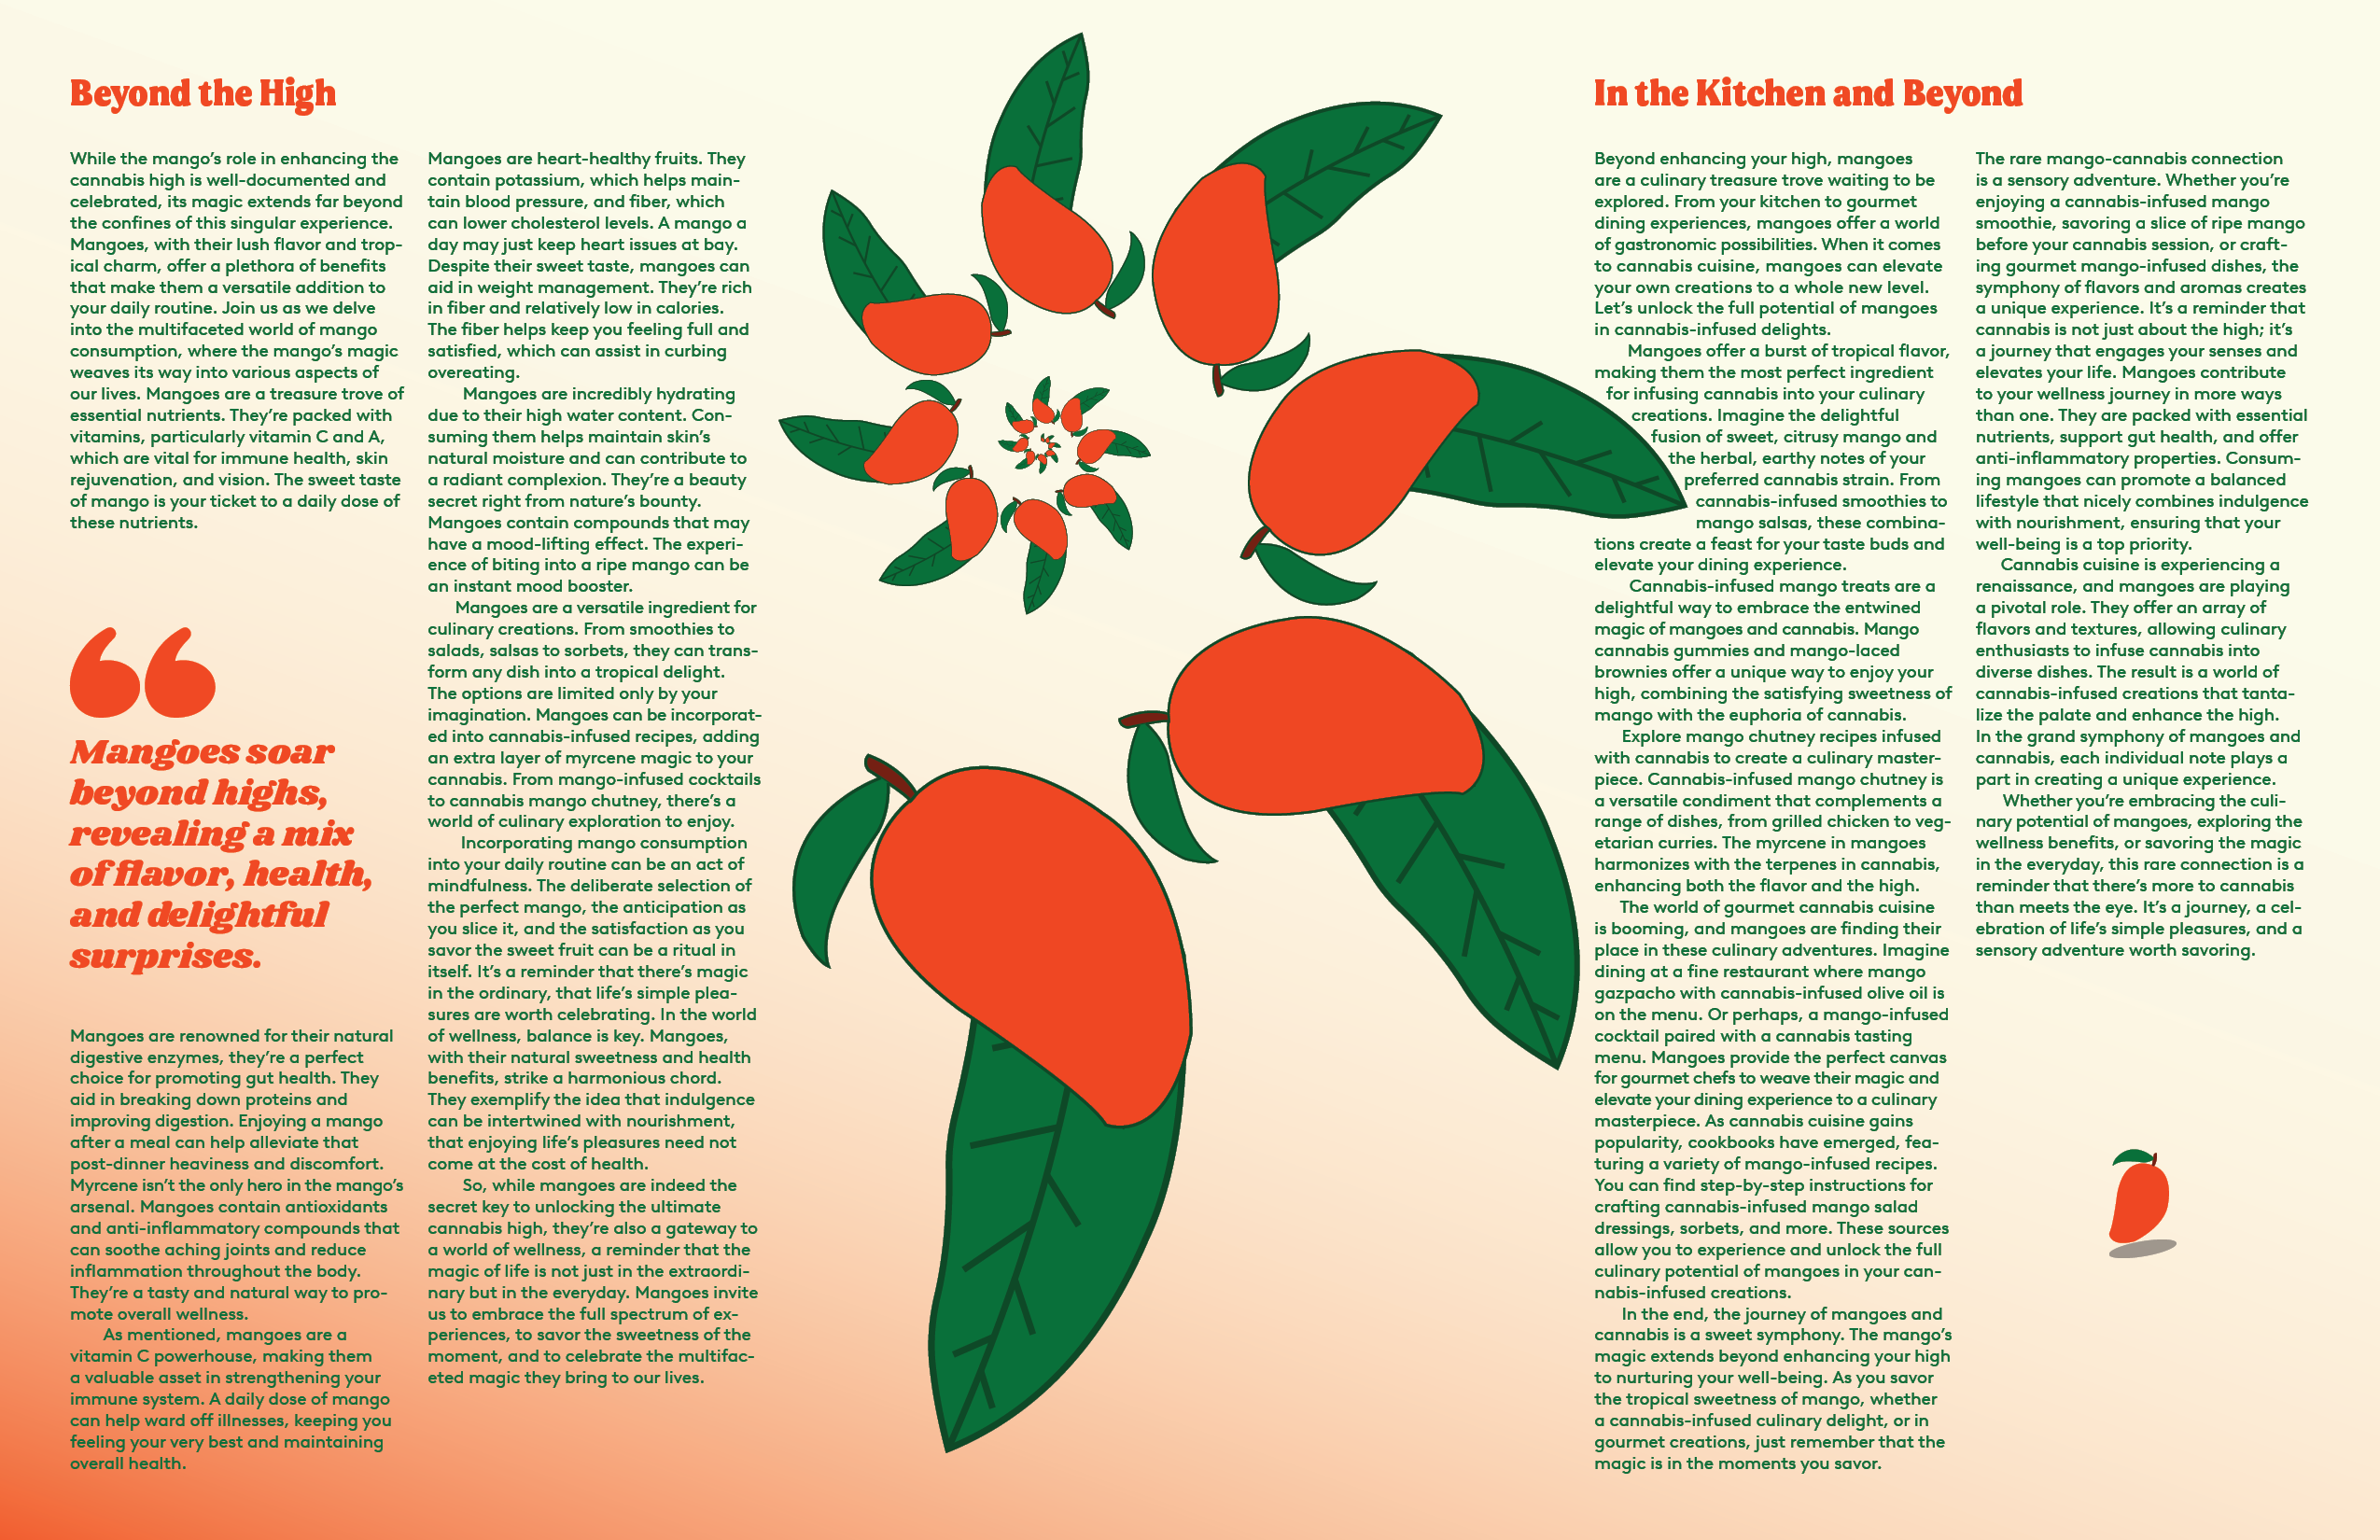 Beyond the High
While the mango’s role in enhancing the
cannabis high is well-documented and
celebrated, its magic extends far beyond
the confines of this singular experience.
Mangoes, with their lush flavor and trop-
ical charm, offer a plethora of benefits
that make them a versatile addition to
your daily routine. Join us as we delve
into the multifaceted world of mango
consumption, where the mango’s magic
weaves its way into various aspects of
our lives. Mangoes are a treasure trove of
essential nutrients. They’re packed with
vitamins, particularly vitamin C and A,
which are vital for immune health, skin
rejuvenation, and vision. The sweet taste
of mango is your ticket to a daily dose of
these nutrients.
“
Mangoes soar
beyond highs,
revealing a mix
of flavor, health,
and delightful
surprises.
Mangoes are renowned for their natural
digestive enzymes, they’re a perfect
choice for promoting gut health. They
aid in breaking down proteins and
improving digestion. Enjoying a mango
after a meal can help alleviate that
post-dinner heaviness and discomfort.
Myrcene isn’t the only hero in the mango’s
arsenal. Mangoes contain antioxidants
and anti-inflammatory compounds that
can soothe aching joints and reduce
inflammation throughout the body.
They’re a tasty and natural way to pro-
mote overall wellness.
As mentioned, mangoes are a
vitamin C powerhouse, making them
a valuable asset in strengthening your
immune system. A daily dose of mango
can help ward off illnesses, keeping you
feeling your very best and maintaining
overall health.
Mangoes are heart-healthy fruits. They
contain potassium, which helps main-
tain blood pressure, and fiber, which
can lower cholesterol levels. A mango a
day may just keep heart issues at bay.
Despite their sweet taste, mangoes can
aid in weight management. They’re rich
in fiber and relatively low in calories.
The fiber helps keep you feeling full and
satisfied, which can assist in curbing
overeating.
Mangoes are incredibly hydrating
due to their high water content. Con-
suming them helps maintain skin’s
natural moisture and can contribute to
a radiant complexion. They’re a beauty
secret right from nature’s bounty.
Mangoes contain compounds that may
have a mood-lifting effect. The experi-
ence of biting into a ripe mango can be
an instant mood booster.
Mangoes are a versatile ingredient for
culinary creations. From smoothies to
salads, salsas to sorbets, they can trans-
form any dish into a tropical delight.
The options are limited only by your
imagination. Mangoes can be incorporat-
ed into cannabis-infused recipes, adding
an extra layer of myrcene magic to your
cannabis. From mango-infused cocktails
to cannabis mango chutney, there’s a
world of culinary exploration to enjoy.
Incorporating mango consumption
into your daily routine can be an act of
mindfulness. The deliberate selection of
the perfect mango, the anticipation as
you slice it, and the satisfaction as you
savor the sweet fruit can be a ritual in
itself. It’s a reminder that there’s magic
in the ordinary, that life’s simple plea-
sures are worth celebrating. In the world
of wellness, balance is key. Mangoes,
with their natural sweetness and health
benefits, strike a harmonious chord.
They exemplify the idea that indulgence
can be intertwined with nourishment,
that enjoying life’s pleasures need not
come at the cost of health.
So, while mangoes are indeed the
secret key to unlocking the ultimate
cannabis high, they’re also a gateway to
a world of wellness, a reminder that the
magic of life is not just in the extraordi-
nary but in the everyday. Mangoes invite
us to embrace the full spectrum of ex-
periences, to savor the sweetness of the
moment, and to celebrate the multifac-
eted magic they bring to our lives.
In the Kitchen and Beyond
Beyond enhancing your high, mangoes
are a culinary treasure trove waiting to be
explored. From your kitchen to gourmet
dining experiences, mangoes offer a world
of gastronomic possibilities. When it comes
to cannabis cuisine, mangoes can elevate
your own creations to a whole new level.
Let’s unlock the full potential of mangoes
in cannabis-infused delights.
Mangoes offer a burst of tropical flavor,
making them the most perfect ingredient
for infusing cannabis into your culinary
creations. Imagine the delightful
fusion of sweet, citrusy mango and
the herbal, earthy notes of your
preferred cannabis strain. From
cannabis-infused smoothies to
mango salsas, these combina-
tions create a feast for your taste buds and
elevate your dining experience.
Cannabis-infused mango treats are a
delightful way to embrace the entwined
magic of mangoes and cannabis. Mango
cannabis gummies and mango-laced
brownies offer a unique way to enjoy your
high, combining the satisfying sweetness of
mango with the euphoria of cannabis.
Explore mango chutney recipes infused
with cannabis to create a culinary master-
piece. Cannabis-infused mango chutney is
a versatile condiment that complements a
range of dishes, from grilled chicken to veg-
etarian curries. The myrcene in mangoes
harmonizes with the terpenes in cannabis,
enhancing both the flavor and the high.
The world of gourmet cannabis cuisine
is booming, and mangoes are finding their
place in these culinary adventures. Imagine
dining at a fine restaurant where mango
gazpacho with cannabis-infused olive oil is
on the menu. Or perhaps, a mango-infused
cocktail paired with a cannabis tasting
menu. Mangoes provide the perfect canvas
for gourmet chefs to weave their magic and
elevate your dining experience to a culinary
masterpiece. As cannabis cuisine gains
popularity, cookbooks have emerged, fea-
turing a variety of mango-infused recipes.
You can find step-by-step instructions for
crafting cannabis-infused mango salad
dressings, sorbets, and more. These sources
allow you to experience and unlock the full
culinary potential of mangoes in your can-
nabis-infused creations.
In the end, the journey of mangoes and
cannabis is a sweet symphony. The mango’s
magic extends beyond enhancing your high
to nurturing your well-being. As you savor
the tropical sweetness of mango, whether
a cannabis-infused culinary delight, or in
gourmet creations, just remember that the
magic is in the moments you savor.
The rare mango-cannabis connection
is a sensory adventure. Whether you’re
enjoying a cannabis-infused mango
smoothie, savoring a slice of ripe mango
before your cannabis session, or craft-
ing gourmet mango-infused dishes, the
symphony of flavors and aromas creates
a unique experience. It’s a reminder that
cannabis is not just about the high; it’s
a journey that engages your senses and
elevates your life. Mangoes contribute
to your wellness journey in more ways
than one. They are packed with essential
nutrients, support gut health, and offer
anti-inflammatory properties. Consum-
ing mangoes can promote a balanced
lifestyle that nicely combines indulgence
with nourishment, ensuring that your
well-being is a top priority.
Cannabis cuisine is experiencing a
renaissance, and mangoes are playing
a pivotal role. They offer an array of
flavors and textures, allowing culinary
enthusiasts to infuse cannabis into
diverse dishes. The result is a world of
cannabis-infused creations that tanta-
lize the palate and enhance the high.
In the grand symphony of mangoes and
cannabis, each individual note plays a
part in creating a unique experience.
Whether you’re embracing the culi-
nary potential of mangoes, exploring the
wellness benefits, or savoring the magic
in the everyday, this rare connection is a
reminder that there’s more to cannabis
than meets the eye. It’s a journey, a cel-
ebration of life’s simple pleasures, and a
sensory adventure worth savoring.